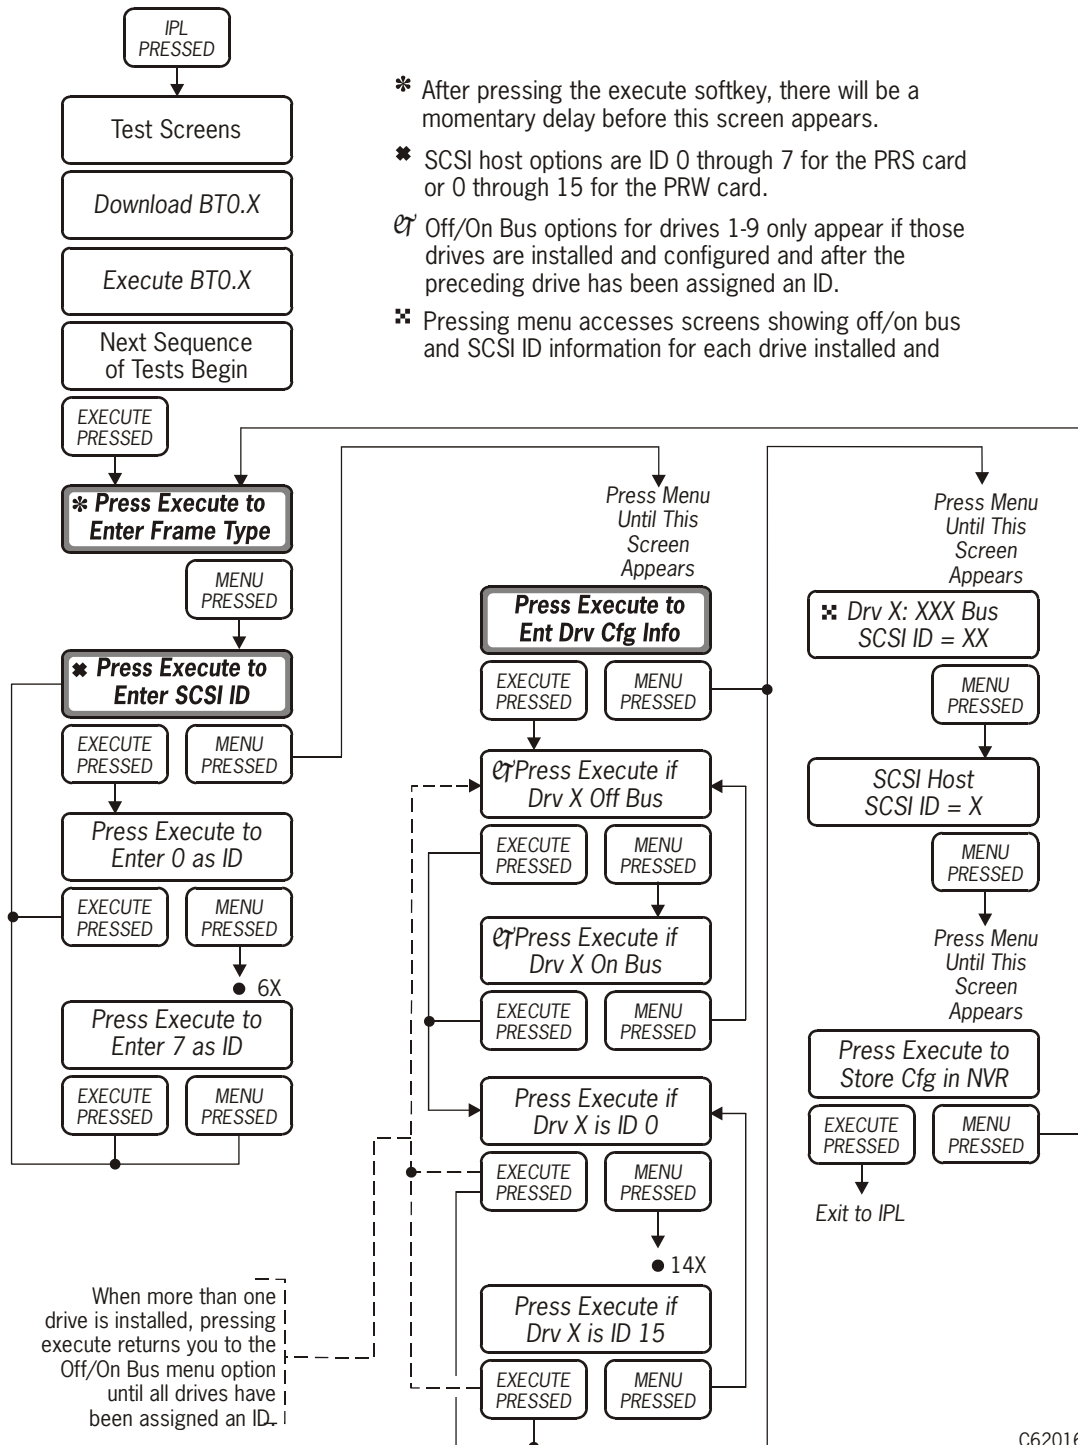 IPL
PRESSED
Test Screens
Download BT0.X
Execute BT0.X
Next Sequence
of Tests Begin
EXECUTE
PRESSED
✽ After pressing the execute softkey, there will be a
momentary delay before this screen appears.
✖ SCSI host options are ID 0 through 7 for the PRS card
or 0 through 15 for the PRW card.
Off/On Bus options for drives 1-9 only appear if those
drives are installed and configured and after the
preceding drive has been assigned an ID.
Pressing menu accesses screens showing off/on bus
and SCSI ID information for each drive installed and
✽ Press Execute to
Enter Frame Type
MENU
PRESSED
✖ Press Execute to
Enter SCSI ID
EXECUTE
PRESSED
MENU
PRESSED
Press Execute to
Enter 0 as ID
EXECUTE
PRESSED
MENU
PRESSED
6X
Press Execute to
Enter 7 as ID
EXECUTE
PRESSED
MENU
PRESSED
When more than one
drive is installed, pressing
execute returns you to the
Off/On Bus menu option
until all drives have
been assigned an ID.
Press Menu
Until This
Screen
Appears
Press Execute to
Ent Drv Cfg Info
EXECUTE
PRESSED
MENU
PRESSED
Press Execute if
Drv X Off Bus
EXECUTE
PRESSED
MENU
PRESSED
Press Execute if
Drv X On Bus
EXECUTE
PRESSED
MENU
PRESSED
Press Execute if
Drv X is ID 0
EXECUTE
PRESSED
MENU
PRESSED
14X
Press Execute if
Drv X is ID 15
EXECUTE
PRESSED
MENU
PRESSED
Press Menu
Until This
Screen
Appears
Drv X: XXX Bus
SCSI ID = XX
MENU
PRESSED
SCSI Host
SCSI ID = X
MENU
PRESSED
Press Menu
Until This
Screen
Appears
Press Execute to
Store Cfg in NVR
EXECUTE
PRESSED
MENU
PRESSED
Exit to IPL
C62016